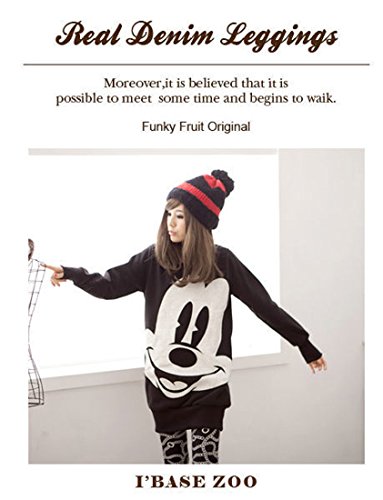 Real Denim Leggings
Moreover,it is believed that it is
possible to meet some time and begins to waik.
Funky Fruit Original
I'BASE ZOO